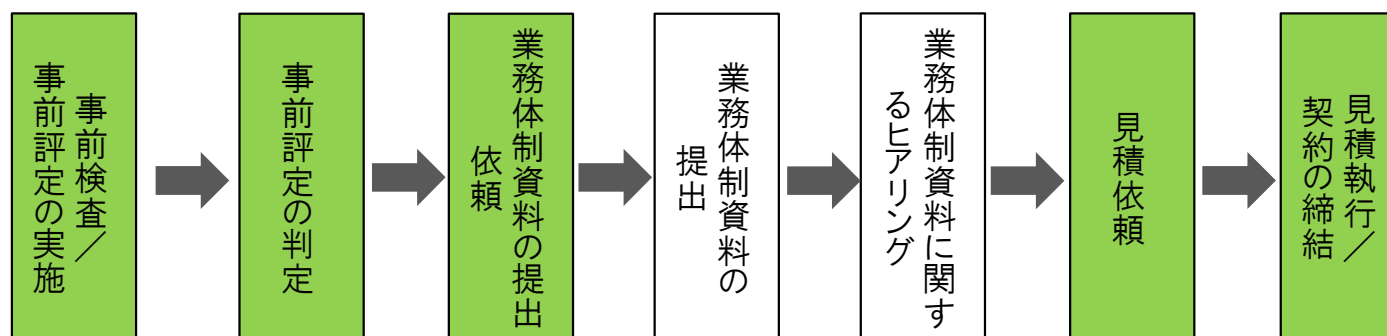 事前検査／
事前評定の実施
事前評定の判定
業務体制資料の提出
依頼
業務体制資料の
提出
業務体制資料に関す
るヒアリング
見積依頼
見積執行／
契約の締結